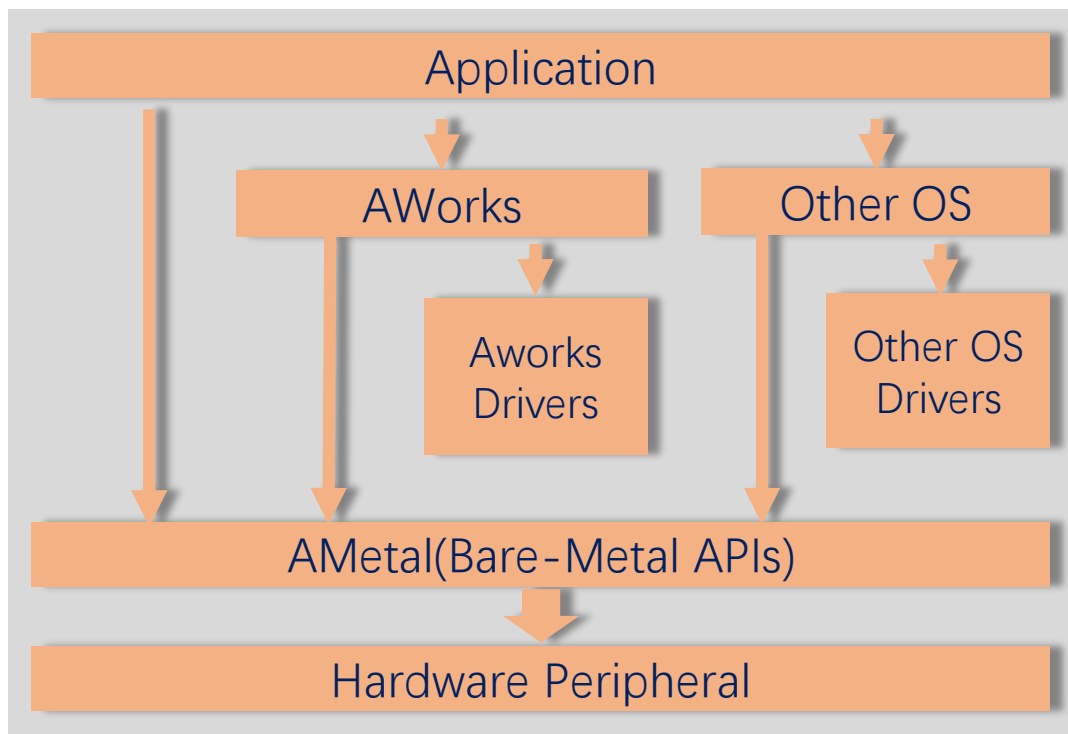 Application
AWorks
Other OS
Aworks
Drivers
Other OS
Drivers
AMetal(Bare-Metal APIs)
Hardware Peripheral